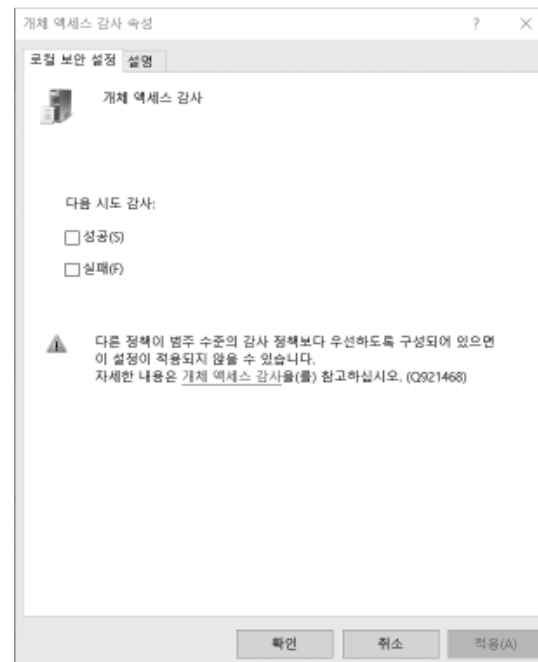 개체 액세스 감사 속성 ? ×
로컬 보안 설정 설명
개체 액세스 감사
다음 시도 감사:
성공(S)
실패(F)
다른 정책이 범주 수준의 감사 정책보다 우선하도록 구성되어 있으면
이 설정이 적용되지 않을 수 있습니다.
자세한 내용은 개체 액세스 감사을(를) 참고하십시오. (Q921468)
확인 취소 적용(A)